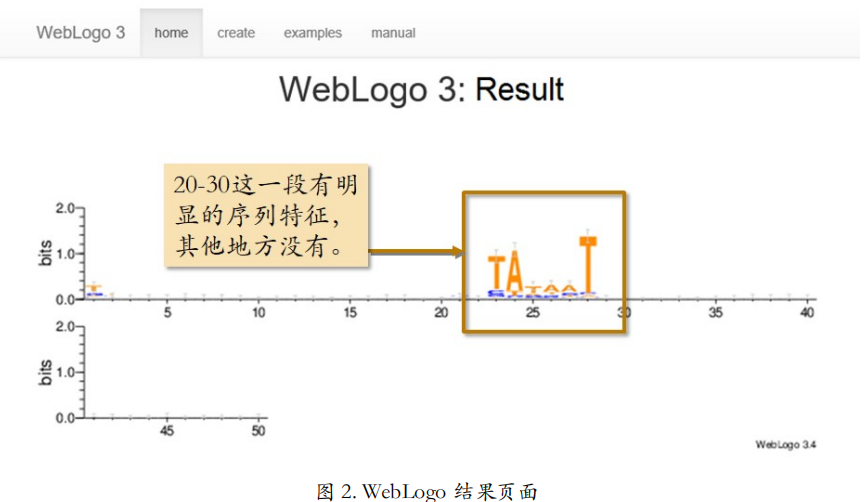 WebLogo 3 home create examples manual
WebLogo 3: Result
20-30这一段有明
显的序列特征，
其他地方没有。
2.0
bits
1.0
0.0
T
TATAAT
5 10 15 20 25 30 35 40
2.0
bits
1.0
0.0
45 50
WebLogo 3.4
图 2. WebLogo 结果页面